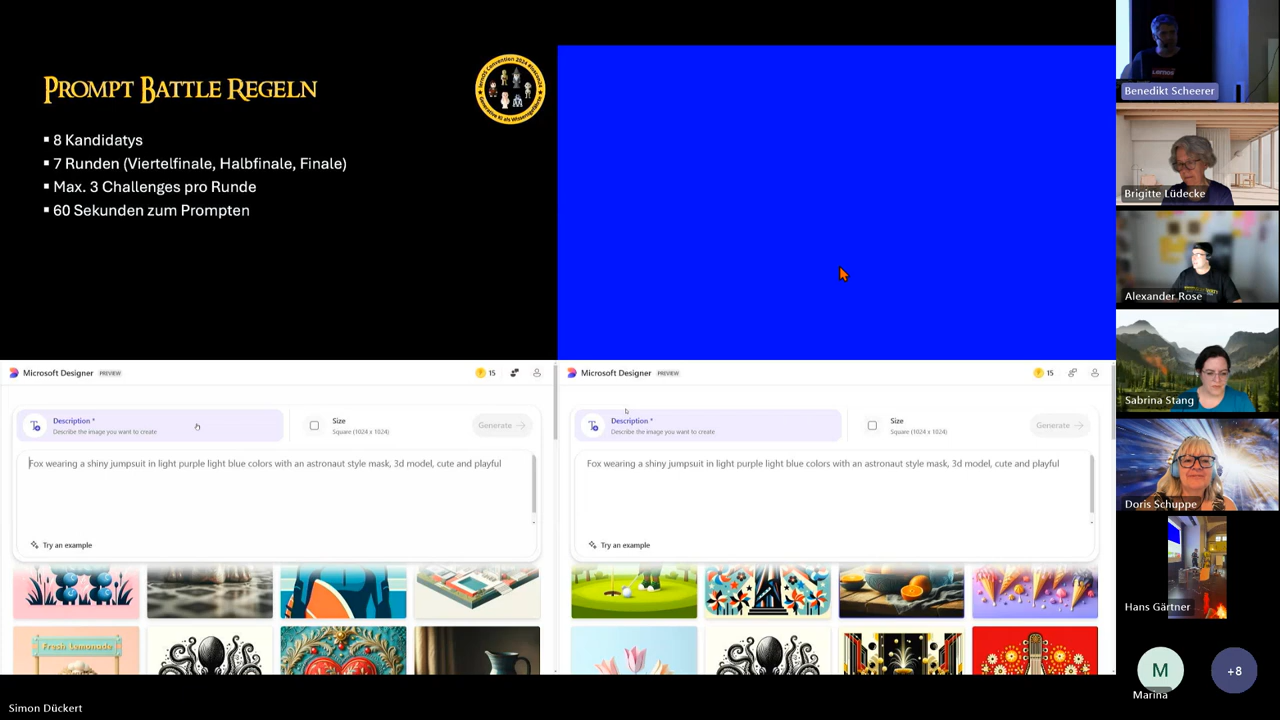 PROMPT BATTLE REGELN
▪ 8 Kandidatys
▪ 7 Runden (Viertelfinale, Halbfinale, Finale)
▪ Max. 3 Challenges pro Runde
▪ 60 Sekunden zum Prompten
Microsoft Designer PREVIEW
15
Description *
Describe the image you want to create
Size
Square (1024 x 1024)
Generate
Fox wearing a shiny jumpsuit in light purple light blue colors with an astronaut style mask, 3d model, cute and playful
Try an example
Fresh Lemonade
Microsoft Designer PREVIEW
15
Description *
Describe the image you want to create
Size
Square (1024 x 1024)
Generate
Fox wearing a shiny jumpsuit in light purple light blue colors with an astronaut style mask, 3d model, cute and playful
Try an example
Benedikt Scheerer
Brigitte Lüdecke
Alexander Rose
Sabrina Stang
Doris Schuppe
Hans Gärtner
M
Marina
+8
Simon Dückert